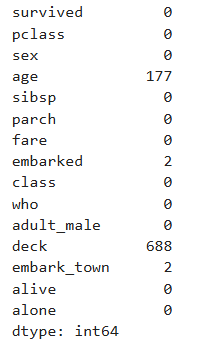 survived 0
pclass 0
sex 0
age 177
sibsp 0
parch 0
fare 0
embarked 2
class 0
who 0
adult_male 0
deck 688
embark_town 2
alive 0
alone 0
dtype: int64